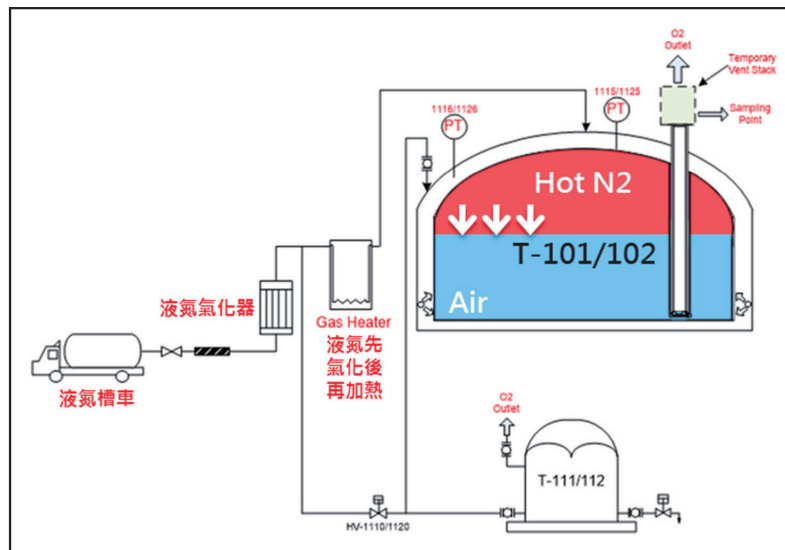 O2
Outlet
Temporary
Vent Stack
1116/1126
PT
1115/1125
PT
Sampling
Point
Hot N2
T-101/102
Air
液氮氣化器
Gas Heater
液氮先
氣化後
再加熱
液氮槽車
O2
Outlet
T-111/112
HV-1110/1120